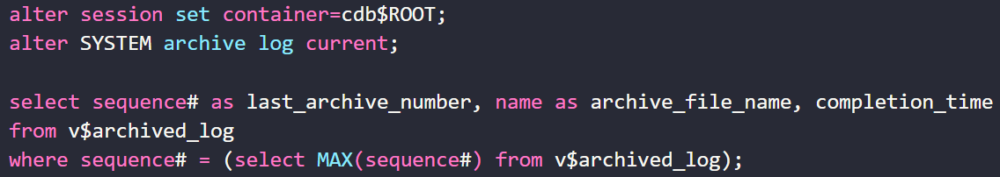 alter session set container=cdb$ROOT;
alter SYSTEM archive log current;
select sequence# as last_archive_number, name as archive_file_name, completion_time
from v$archived_log
where sequence# = (select MAX(sequence#) from v$archived_log);